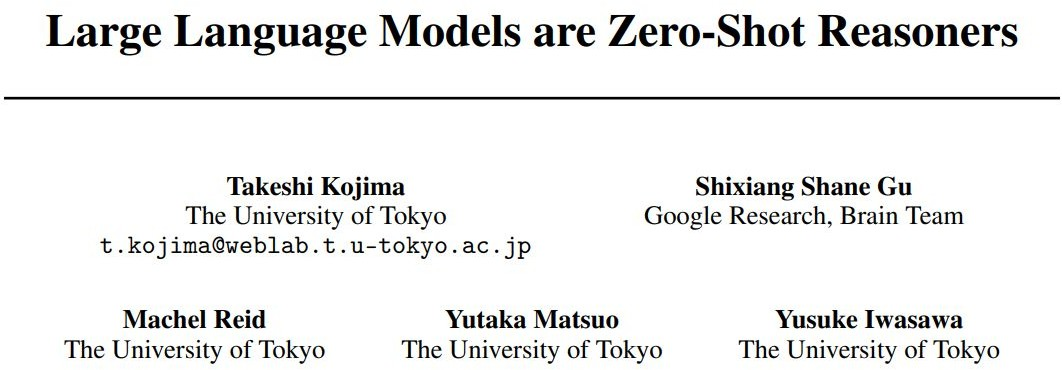 Large Language Models are Zero-Shot Reasoners
Takeshi Kojima
The University of Tokyo
t.kojima@weblab.t.u-tokyo.ac.jp
Shixiang Shane Gu
Google Research, Brain Team
Machel Reid
The University of Tokyo
Yutaka Matsuo
The University of Tokyo
Yusuke Iwasawa
The University of Tokyo